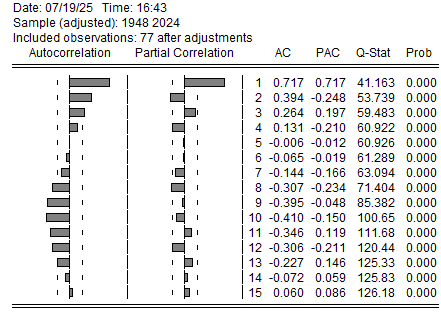 Date: 07/19/25 Time: 16:43
Sample (adjusted): 1948 2024
Included observations: 77 after adjustments
Autocorrelation Partial Correlation AC PAC Q-Stat Prob
1 0.717 0.717 41.163 0.000
2 0.394 -0.248 53.739 0.000
3 0.264 0.197 59.483 0.000
4 0.131 -0.210 60.922 0.000
5 -0.006 -0.012 60.926 0.000
6 -0.065 -0.019 61.289 0.000
7 -0.144 -0.166 63.094 0.000
8 -0.307 -0.234 71.404 0.000
9 -0.395 -0.048 85.382 0.000
10 -0.410 -0.150 100.65 0.000
11 -0.346 0.119 111.68 0.000
12 -0.306 -0.211 120.44 0.000
13 -0.227 0.146 125.33 0.000
14 -0.072 0.059 125.83 0.000
15 0.060 0.086 126.18 0.000